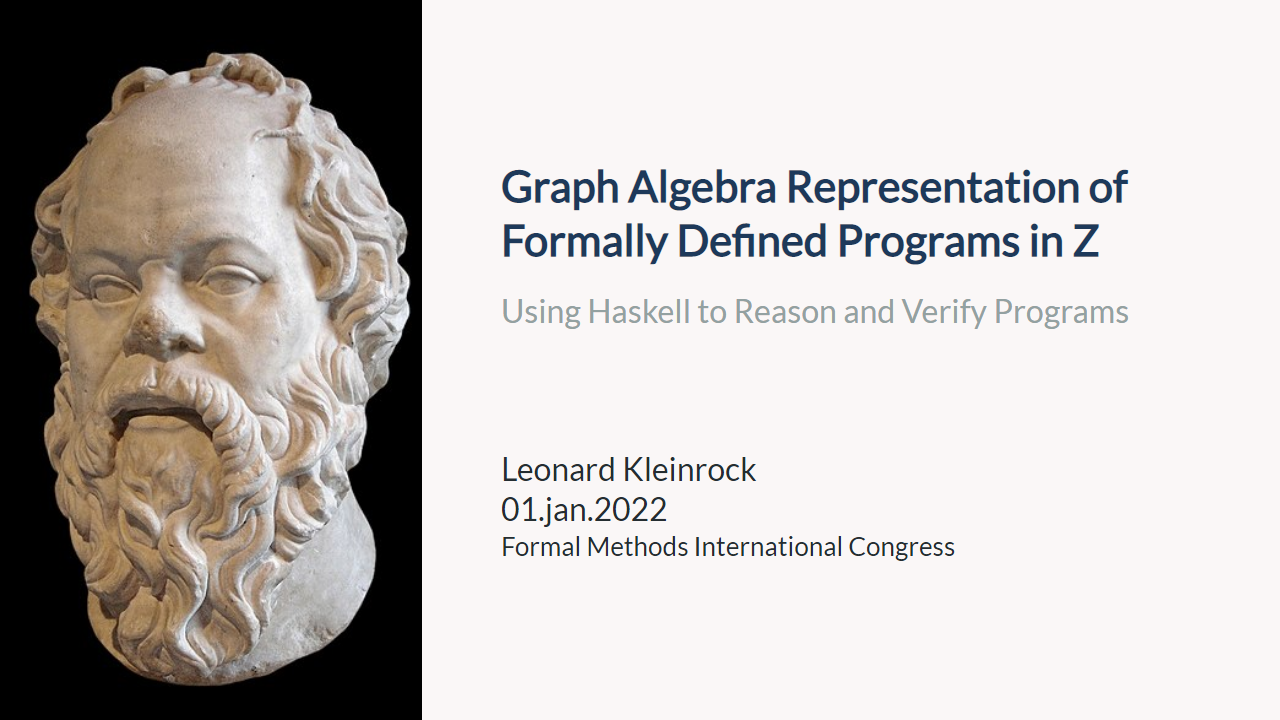 Graph Algebra Representation of
Formally Defined Programs in Z
Using Haskell to Reason and Verify Programs
Leonard Kleinrock
01.jan.2022
Formal Methods International Congress